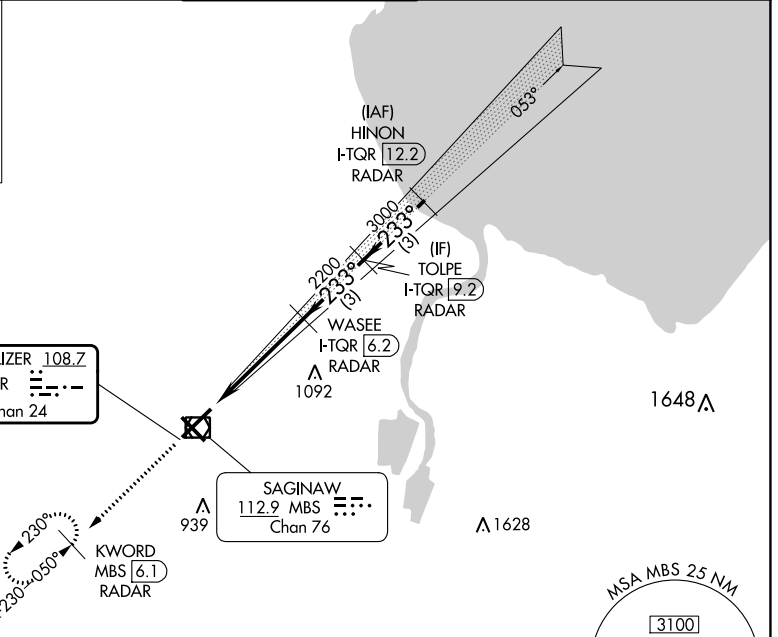 053°
(IAF)
HINON
I-TQR 12.2
RADAR
3000
233°
(3)
(IF)
TOLPE
I-TQR 9.2
RADAR
2200
233°
(3)
WASEE
I-TQR 6.2
RADAR
1092
1648
IZER 108.7
R
han 24
SAGINAW
112.9 MBS
Chan 76
939
1628
230°
050°
230
KWORD
MBS 6.1
RADAR
MSA MBS 25 NM
3100